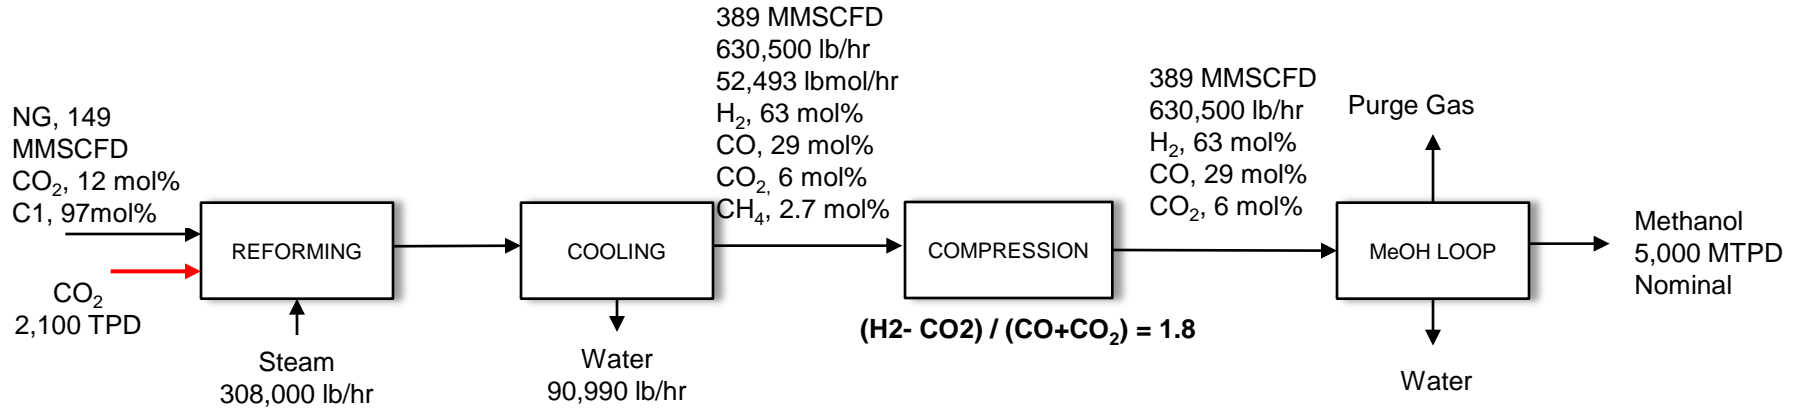 NG, 149
MMSCFD
CO₂, 12 mol%
C1, 97mol%
CO₂
2,100 TPD
REFORMING
Steam
308,000 lb/hr
COOLING
Water
90,990 lb/hr
389 MMSCFD
630,500 lb/hr
52,493 lbmol/hr
H₂, 63 mol%
CO, 29 mol%
CO₂, 6 mol%
CH₄, 2.7 mol%
COMPRESSION
(H2- CO2) / (CO+CO₂) = 1.8
389 MMSCFD
630,500 lb/hr
H₂, 63 mol%
CO, 29 mol%
CO₂, 6 mol%
Purge Gas
MeOH LOOP
Water
Methanol
5,000 MTPD
Nominal